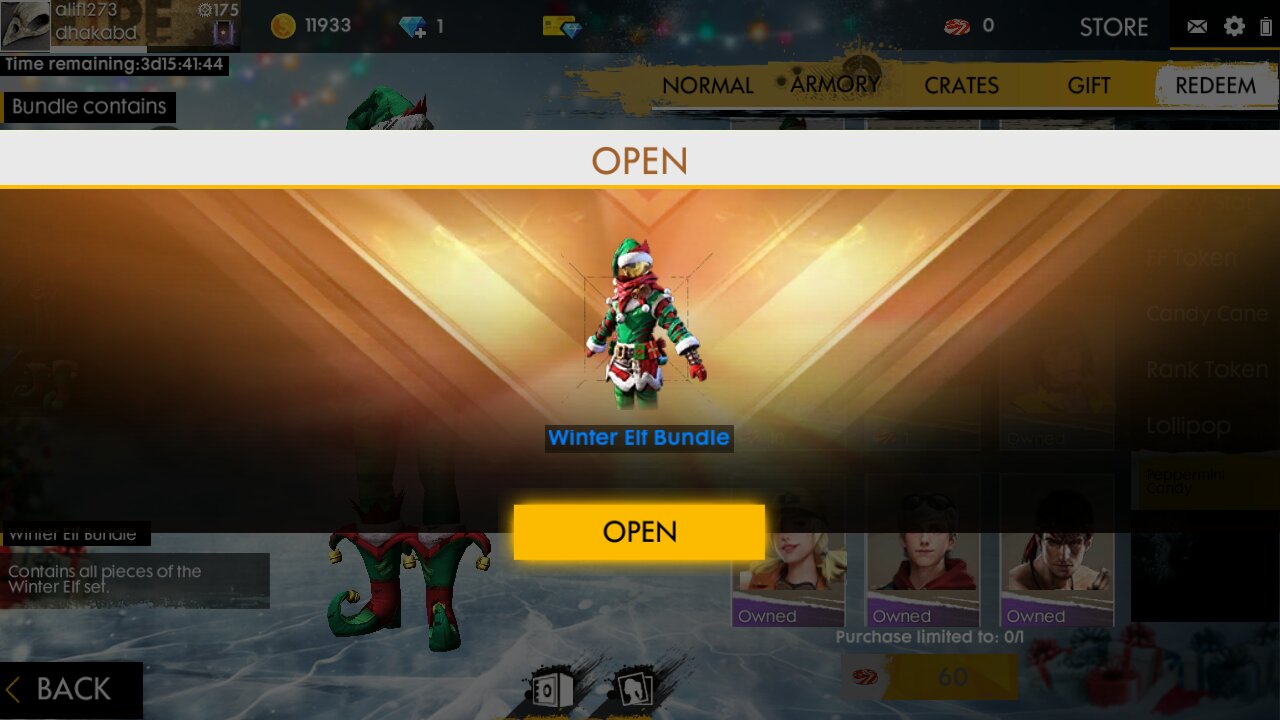 alif1273
175
dhakabd
11933
1
0
STORE
Time remaining:3d15:41:44
NORMAL
ARMORY
CRATES
GIFT
REDEEM
Bundle contains
OPEN
FF Token
Candy Cane
Rank Token
Lollipop
Owned
Winter Elf Bundle
Peppermint
Candy
OPEN
Winter Elf Bundle
Contains all pieces of the
Winter Elf set.
Owned
Owned
Owned
Purchase limited to: 0/1
60
BACK